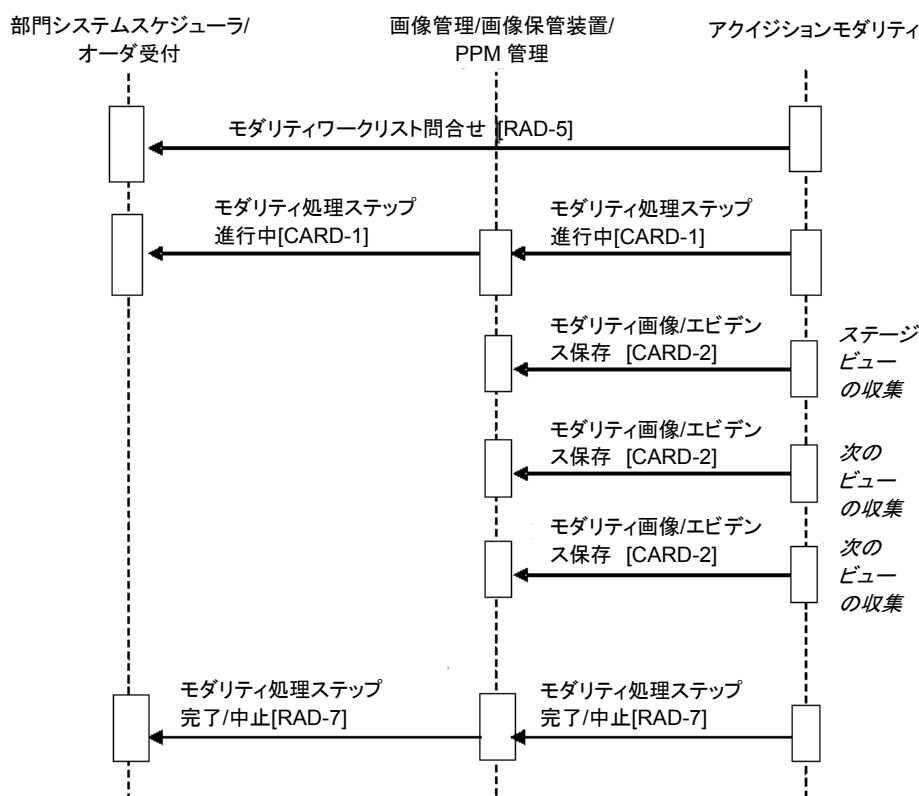 部門システムスケジューラ/
オーダ受付
画像管理/画像保管装置/
PPM 管理
アクイジションモダリティ
モダリティワークリスト問合せ [RAD-5]
モダリティ処理ステップ
進行中[CARD-1]
モダリティ処理ステップ
進行中[CARD-1]
モダリティ画像/エビデン
ス保存 [CARD-2]
ステージ
ビュー
の収集
モダリティ画像/エビデン
ス保存 [CARD-2]
次の
ビュー
の収集
モダリティ画像/エビデン
ス保存 [CARD-2]
次の
ビュー
の収集
モダリティ処理ステップ
完了/中止[RAD-7]
モダリティ処理ステップ
完了/中止[RAD-7]